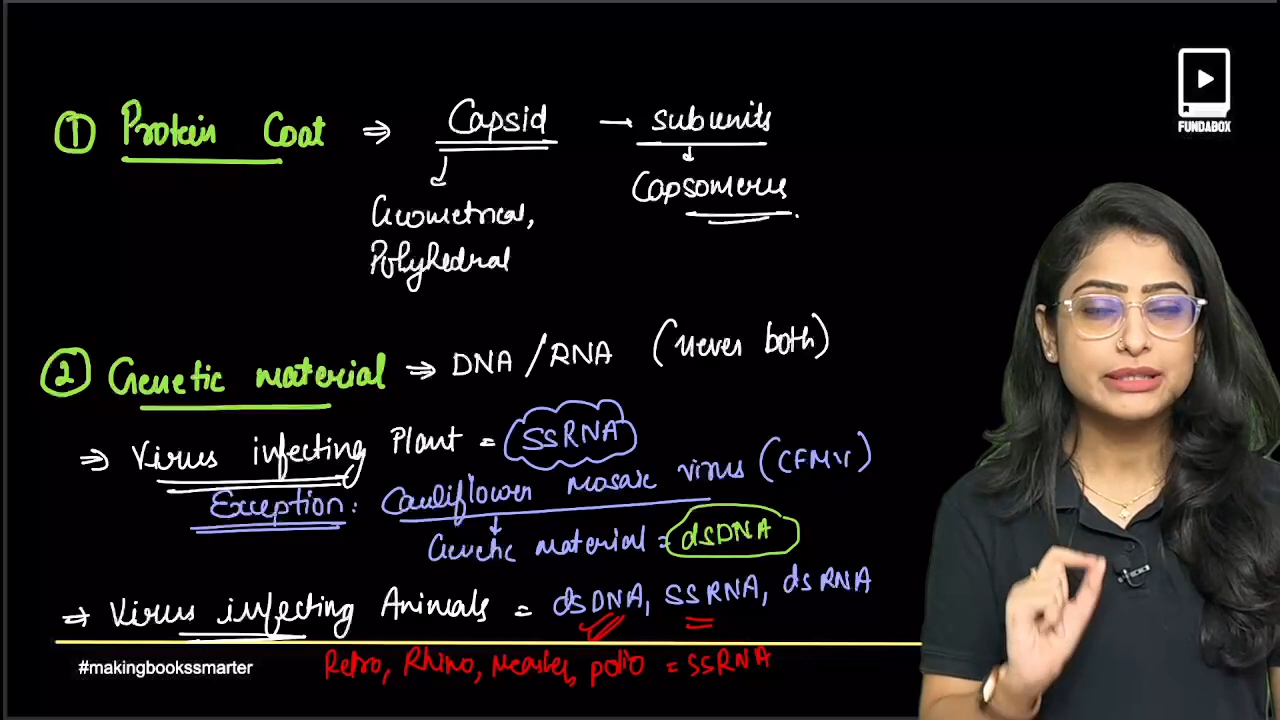 ① Protein Coat ⇒ Capsid → subunits
Capsomeres
Geometrical,
Polyhedral
② Genetic material ⇒ DNA/RNA (never both)
⇒ Virus infecting Plant = ssRNA
Exception: Cauliflower mosaic virus (CFMV)
Genetic material = dsDNA
⇒ Virus infecting Animals = dsDNA, ssRNA, dsRNA
Retro, Rhino, Measles, polio = ssRNA
#makingbookssmarter
FUNDABOX